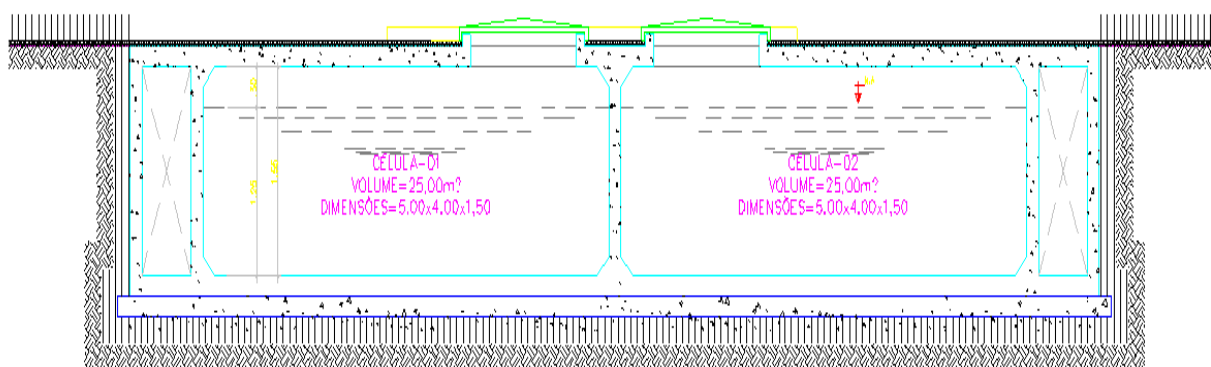 CÉLULA-01
VOLUME=25,00m?
DIMENSÕES=5.00x4.00x1,50
CÉLULA-02
VOLUME=25,00m?
DIMENSÕES=5.00x4.00x1,50